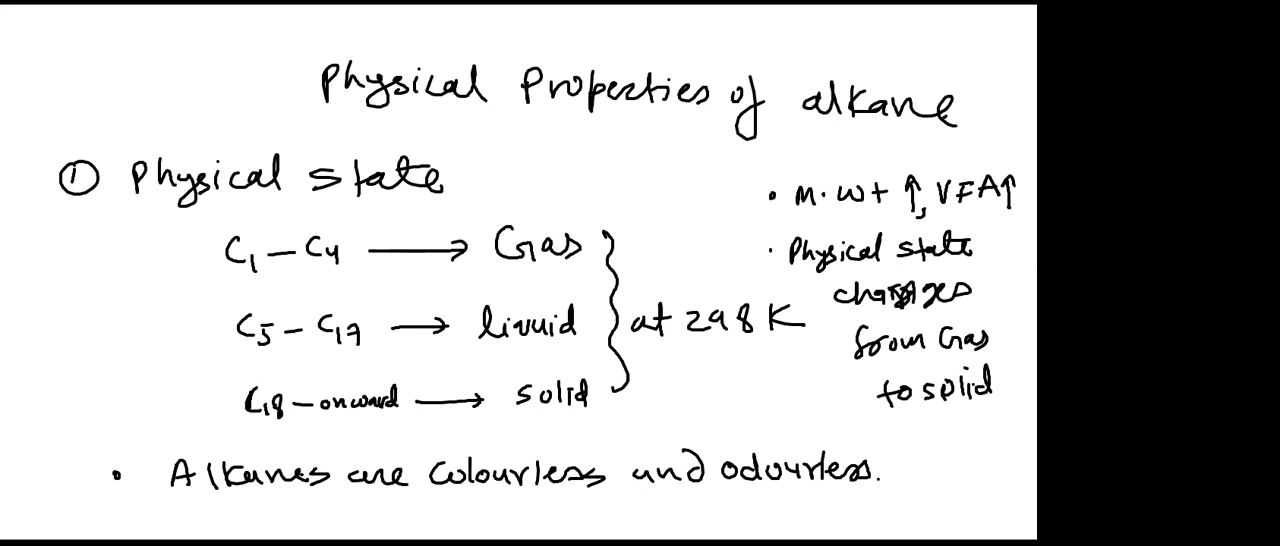 Physical Properties of alkane
① Physical state
• M.wt ↑, VFA↑
C₁ – C₄ → Gas
• Physical state
changes
C₅ – C₁₇ → liquid } at 298 K
from Gas
to solid
C₁₈ – onward → solid
• Alkanes are colourless and odourless.